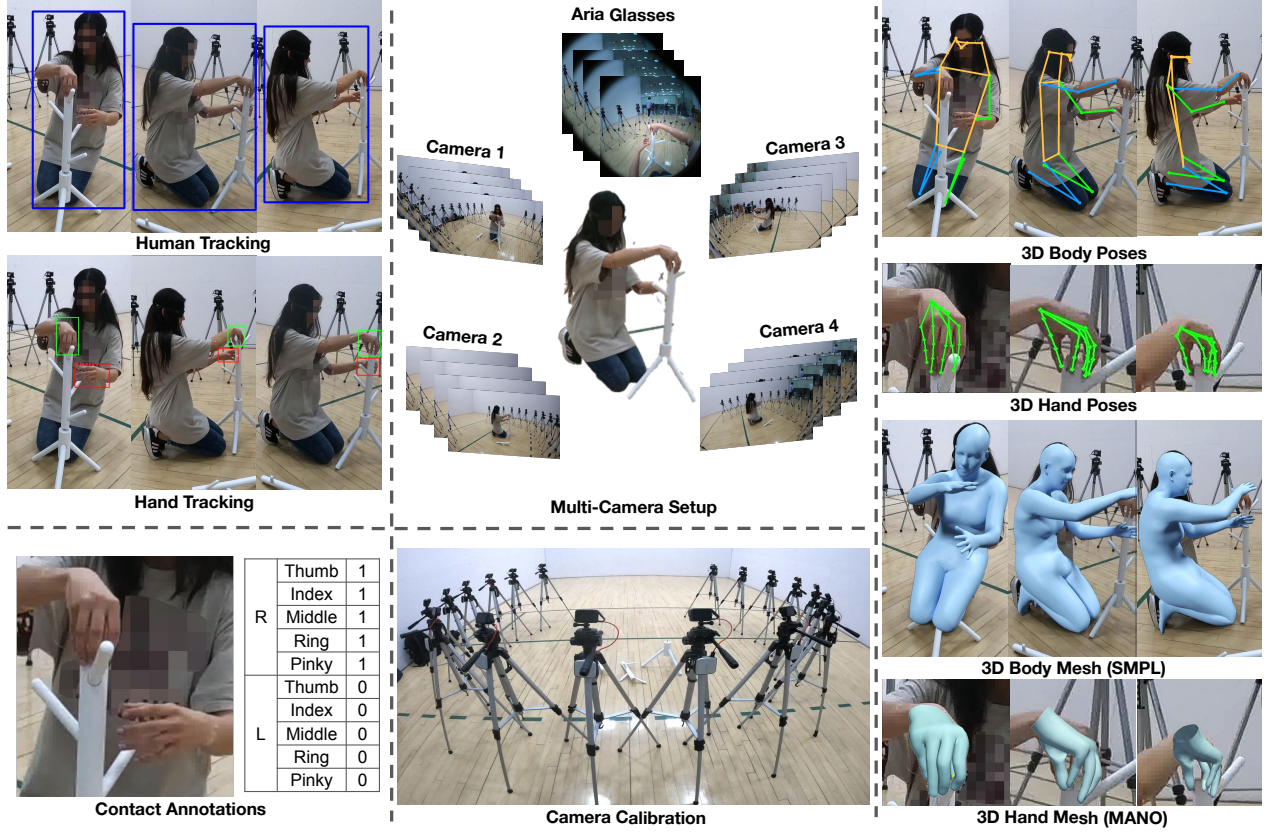 Human Tracking
Hand Tracking
Aria Glasses
Camera 1
Camera 3
Camera 2
Camera 4
Multi-Camera Setup
3D Body Poses
3D Hand Poses
3D Body Mesh (SMPL)
3D Hand Mesh (MANO)
R
Thumb 1
Index 1
Middle 1
Ring 1
Pinky 1
L
Thumb 0
Index 0
Middle 0
Ring 0
Pinky 0
Contact Annotations
Camera Calibration